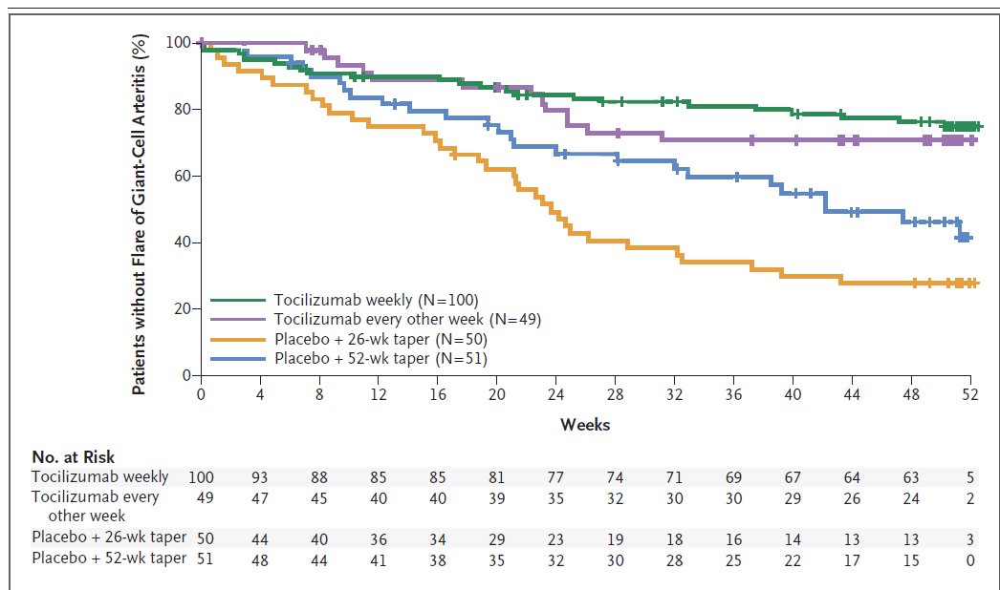 Patients without Flare of Giant-Cell Arteritis (%)
100
80
60
40
20
0
Tocilizumab weekly (N=100)
Tocilizumab every other week (N=49)
Placebo + 26-wk taper (N=50)
Placebo + 52-wk taper (N=51)
0 4 8 12 16 20 24 28 32 36 40 44 48 52
Weeks
No. at Risk
Tocilizumab weekly 100 93 88 85 85 81 77 74 71 69 67 64 63 5
Tocilizumab every 49 47 45 40 40 39 35 32 30 30 29 26 24 2
other week
Placebo + 26-wk taper 50 44 40 36 34 29 23 19 18 16 14 13 13 3
Placebo + 52-wk taper 51 48 44 41 38 35 32 30 28 25 22 17 15 0